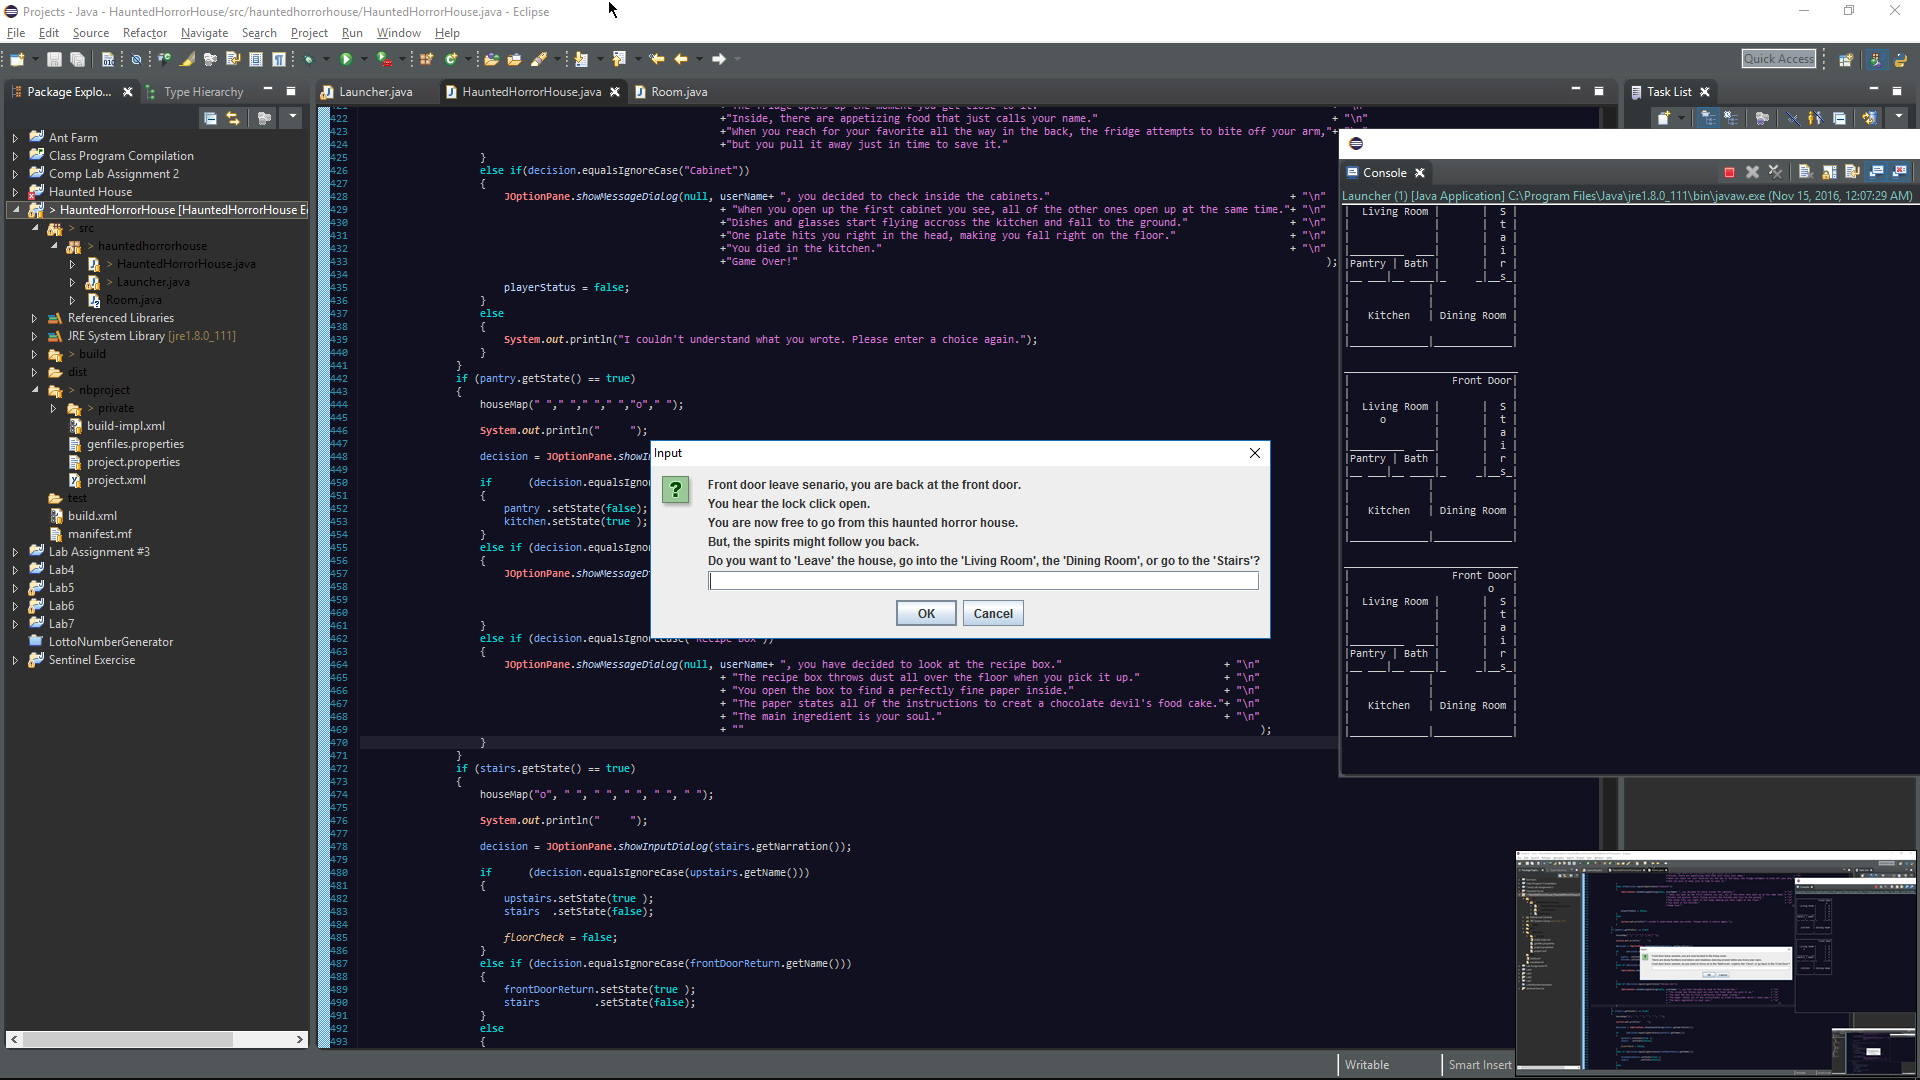 Projects - Java - HauntedHorrorHouse/src/hauntedhorrorhouse/HauntedHorrorHouse.java - Eclipse
File Edit Source Refactor Navigate Search Project Run Window Help
Quick Access
Package Explo...
Type Hierarchy
Launcher.java
HauntedHorrorHouse.java
Room.java
Task List
Ant Farm
Class Program Compilation
Comp Lab Assignment 2
Haunted House
> HauntedHorrorHouse [HauntedHorrorHouse E
> src
> hauntedhorrorhouse
> HauntedHorrorHouse.java
> Launcher.java
Room.java
Referenced Libraries
JRE System Library [jre1.8.0_111]
> build
dist
> nbproject
> private
build-impl.xml
genfiles.properties
project.properties
project.xml
test
build.xml
manifest.mf
Lab Assignment #3
Lab4
Lab5
Lab6
Lab7
LottoNumberGenerator
Sentinel Exercise
421 +"The fridge opens up the moment you get close to it." + "\n"
422 +"Inside, there are appetizing food that just calls your name." + "\n"
423 +"When you reach for your favorite all the way in the back, the fridge attempts to bite off your arm,"+
424 +"but you pull it away just in time to save it."
425 }
426 else if(decision.equalsIgnoreCase("Cabinet"))
427 {
428 JOptionPane.showMessageDialog(null, userName+ ", you decided to check inside the cabinets." + "\n"
429 + "When you open up the first cabinet you see, all of the other ones open up at the same time."+ "\n"
430 +"Dishes and glasses start flying accross the kitchen and fall to the ground." + "\n"
431 +"One plate hits you right in the head, making you fall right on the floor." + "\n"
432 +"You died in the kitchen." + "\n"
433 +"Game Over!" );
434
435 playerStatus = false;
436 }
437 else
438 {
439 System.out.println("I couldn't understand what you wrote. Please enter a choice again.");
440 }
441 }
442 if (pantry.getState() == true)
443 {
444 houseMap(" "," "," "," ","o"," ");
445
446 System.out.println("     ");
447
448 decision = JOptionPane.showI
449
450 if (decision.equalsIgno
451 {
452 pantry .setState(false);
453 kitchen.setState(true );
454 }
455 else if (decision.equalsIgno
456 {
457 JOptionPane.showMessageD
458
459
460
461 }
462 else if (decision.equalsIgnoreCase("Recipe Box"))
463 {
464 JOptionPane.showMessageDialog(null, userName+ ", you have decided to look at the recipe box." + "\n"
465 + "The recipe box throws dust all over the floor when you pick it up." + "\n"
466 + "You open the box to find a perfectly fine paper inside." + "\n"
467 + "The paper states all of the instructions to creat a chocolate devil's food cake."+ "\n"
468 + "The main ingredient is your soul." + "\n"
469 + "" );
470 }
471 }
472 if (stairs.getState() == true)
473 {
474 houseMap("o", " ", " ", " ", " ", " ");
475
476 System.out.println("     ");
477
478 decision = JOptionPane.showInputDialog(stairs.getNarration());
479
480 if (decision.equalsIgnoreCase(upstairs.getName()))
481 {
482 upstairs.setState(true );
483 stairs .setState(false);
484
485 floorCheck = false;
486 }
487 else if (decision.equalsIgnoreCase(frontDoorReturn.getName()))
488 {
489 frontDoorReturn.setState(true );
490 stairs .setState(false);
491 }
492 else
493 {
Input
Front door leave senario, you are back at the front door.
You hear the lock click open.
You are now free to go from this haunted horror house.
But, the spirits might follow you back.
Do you want to 'Leave' the house, go into the 'Living Room', the 'Dining Room', or go to the 'Stairs'?
OK Cancel
Console
Launcher (1) [Java Application] C:\Program Files\Java\jre1.8.0_111\bin\javaw.exe (Nov 15, 2016, 12:07:29 AM)
| Living Room | | S |
t
a
i
|Pantry | Bath | | r |
|__ ___|__ ____|_ _|__s_|
Kitchen | Dining Room |
Front Door|
| Living Room | | S |
o t
a
i
|Pantry | Bath | | r |
|__ ___|__ ____|_ _|__s_|
Kitchen | Dining Room |
Front Door|
o
| Living Room | | S |
t
a
i
|Pantry | Bath | | r |
|__ ___|__ ____|_ _|__s_|
Kitchen | Dining Room |
Writable
Smart Insert